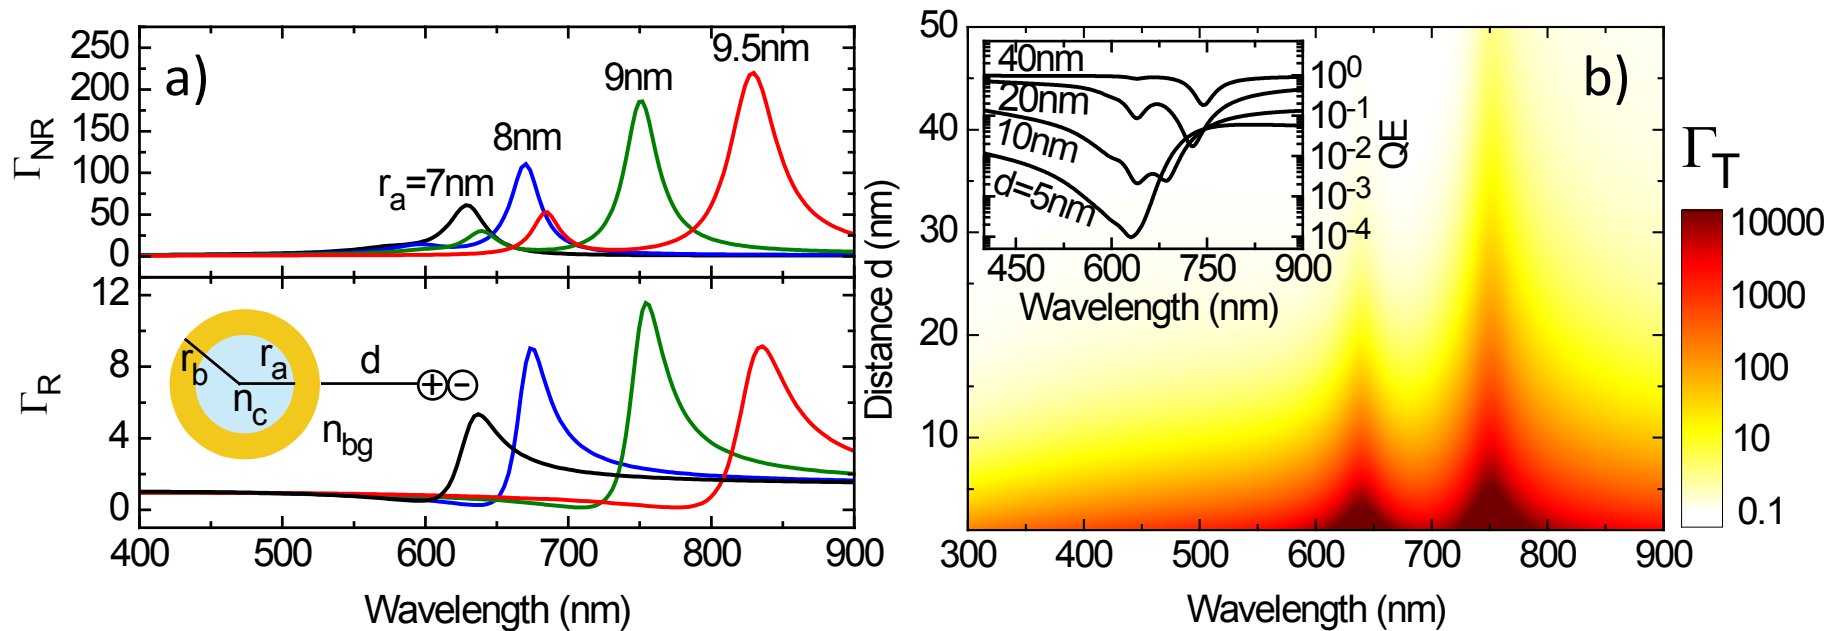 a)
250
200
150
100
50
0
Γ_NR
r_a=7nm
8nm
9nm
9.5nm
12
8
4
0
Γ_R
r_b
r_a
n_c
d
+ −
n_bg
400 500 600 700 800 900
Wavelength (nm)
b)
50
40
30
20
10
Distance d (nm)
300 400 500 600 700 800 900
Wavelength (nm)
40nm
20nm
10nm
d=5nm
10^0
10^-1
10^-2
10^-3
10^-4
QE
450 600 750 900
Wavelength (nm)
Γ_T
10000
1000
100
10
0.1